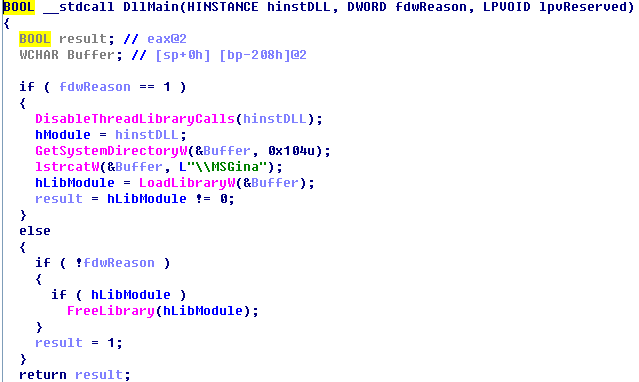 BOOL __stdcall DllMain(HINSTANCE hinstDLL, DWORD fdwReason, LPVOID lpvReserved)
{
  BOOL result; // eax@2
  WCHAR Buffer; // [sp+0h] [bp-208h]@2

  if ( fdwReason == 1 )
  {
    DisableThreadLibraryCalls(hinstDLL);
    hModule = hinstDLL;
    GetSystemDirectoryW(&Buffer, 0x104u);
    lstrcatW(&Buffer, L"\\MSGina");
    hLibModule = LoadLibraryW(&Buffer);
    result = hLibModule != 0;
  }
  else
  {
    if ( !fdwReason )
    {
      if ( hLibModule )
        FreeLibrary(hLibModule);
    }
    result = 1;
  }
  return result;